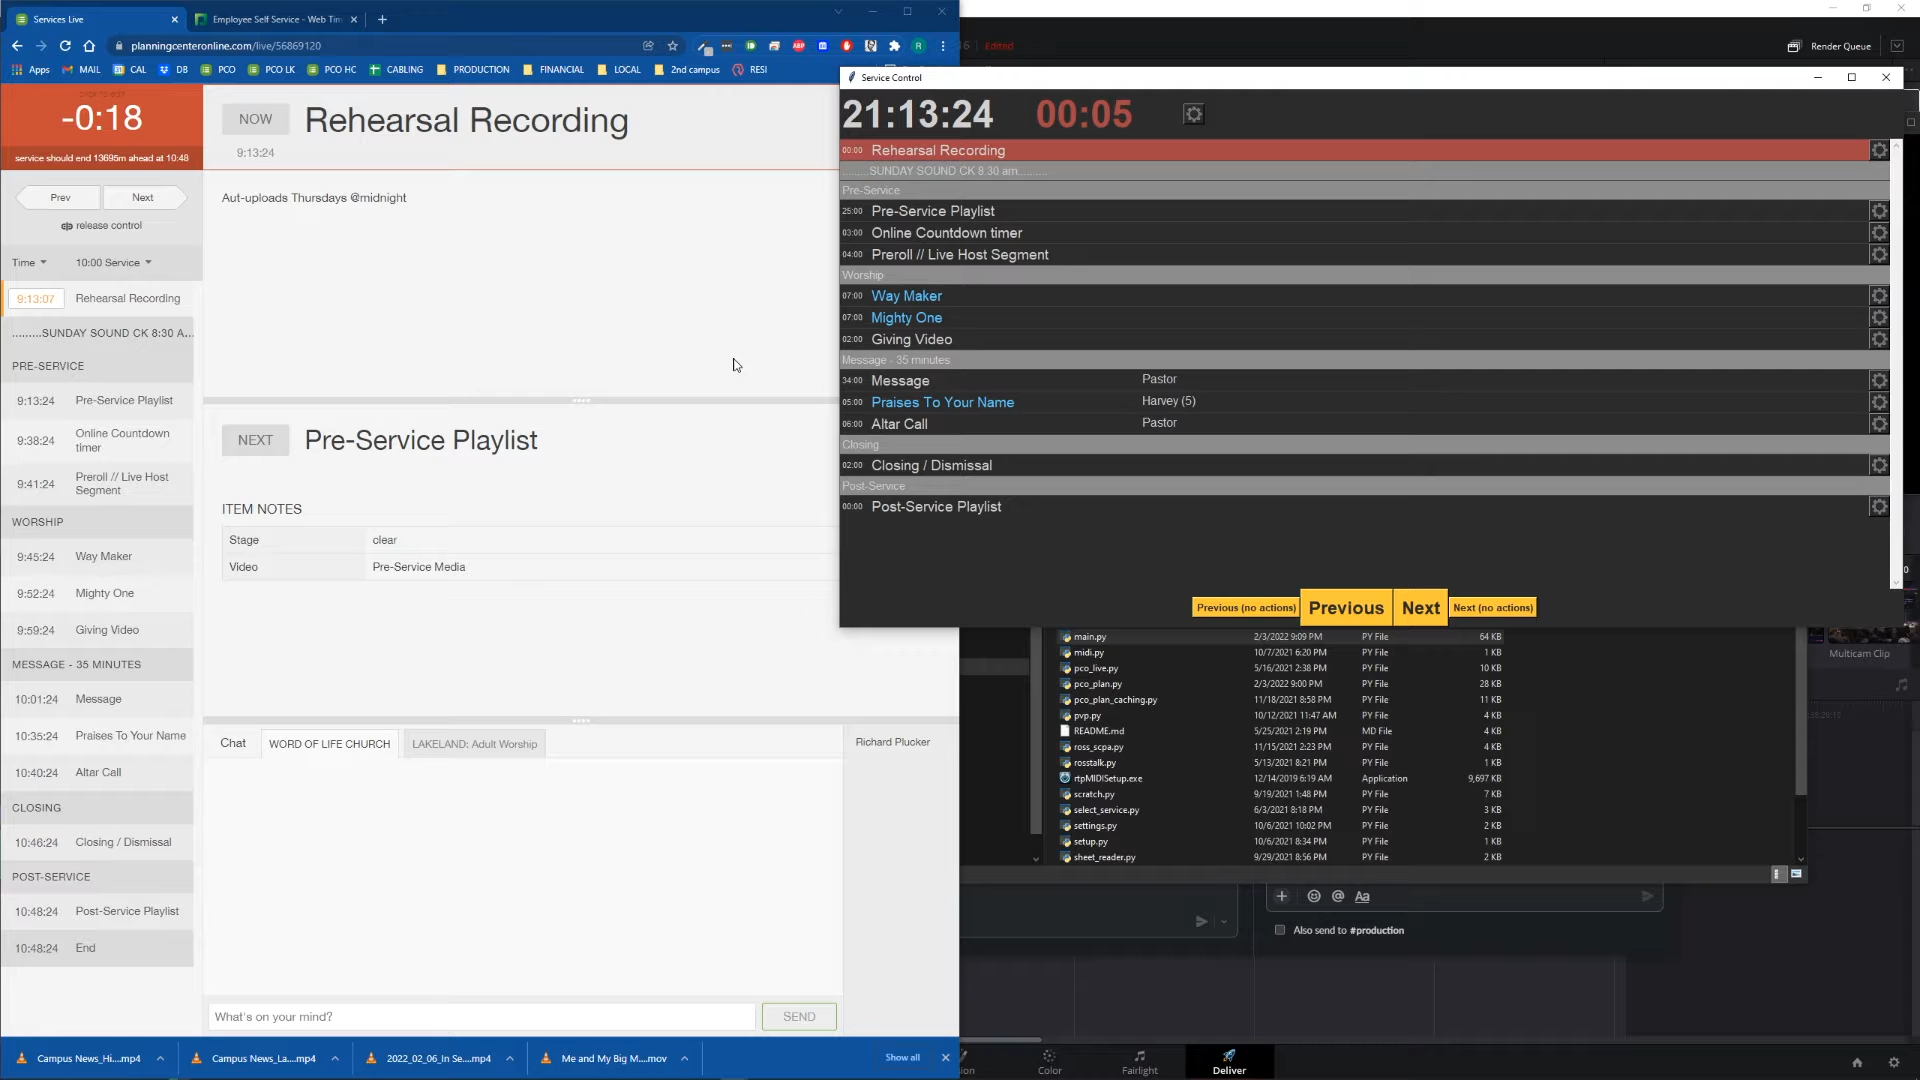 Services Live
Employee Self Service - Web Tim
planningcenteronline.com/live/56869120
Apps
MAIL
CAL
DB
PCO
PCO LK
PCO HC
CABLING
PRODUCTION
FINANCIAL
LOCAL
2nd campus
RESI
-0:18
service should end 13695m ahead at 10:48
Prev
Next
release control
Time
10:00 Service
9:13:07 Rehearsal Recording
.........SUNDAY SOUND CK 8:30 A...
PRE-SERVICE
9:13:24 Pre-Service Playlist
9:38:24 Online Countdown
timer
9:41:24 Preroll // Live Host
Segment
WORSHIP
9:45:24 Way Maker
9:52:24 Mighty One
9:59:24 Giving Video
MESSAGE - 35 MINUTES
10:01:24 Message
10:35:24 Praises To Your Name
10:40:24 Altar Call
CLOSING
10:46:24 Closing / Dismissal
POST-SERVICE
10:48:24 Post-Service Playlist
10:48:24 End
NOW
Rehearsal Recording
9:13:24
Aut-uploads Thursdays @midnight
NEXT
Pre-Service Playlist
ITEM NOTES
Stage clear
Video Pre-Service Media
Chat
WORD OF LIFE CHURCH
LAKELAND: Adult Worship
Richard Plucker
What's on your mind?
SEND
Campus News_Hi....mp4
Campus News_La....mp4
2022_02_06_In Se....mp4
Me and My Big M....mov
Show all
Edited
Render Queue
Service Control
21:13:24
00:05
00:00 Rehearsal Recording
.........SUNDAY SOUND CK 8:30 am.........
Pre-Service
25:00 Pre-Service Playlist
03:00 Online Countdown timer
04:00 Preroll // Live Host Segment
Worship
07:00 Way Maker
07:00 Mighty One
02:00 Giving Video
Message - 35 minutes
34:00 Message Pastor
05:00 Praises To Your Name Harvey (5)
06:00 Altar Call Pastor
Closing
02:00 Closing / Dismissal
Post-Service
00:00 Post-Service Playlist
Previous (no actions)
Previous
Next
Next (no actions)
main.py 2/3/2022 9:09 PM PY File 64 KB
midi.py 10/7/2021 6:20 PM PY File 1 KB
pco_live.py 5/16/2021 2:38 PM PY File 10 KB
pco_plan.py 2/3/2022 9:00 PM PY File 28 KB
pco_plan_caching.py 11/18/2021 8:58 PM PY File 11 KB
pvp.py 10/12/2021 11:47 AM PY File 4 KB
README.md 5/25/2021 2:19 PM MD File 4 KB
ross_scpa.py 11/15/2021 2:23 PM PY File 4 KB
rosstalk.py 5/13/2021 8:21 PM PY File 1 KB
rtpMIDISetup.exe 12/14/2019 6:19 AM Application 9,697 KB
scratch.py 9/19/2021 1:48 PM PY File 7 KB
select_service.py 6/3/2021 8:18 PM PY File 3 KB
settings.py 10/6/2021 10:02 PM PY File 2 KB
setup.py 10/6/2021 8:34 PM PY File 1 KB
sheet_reader.py 9/29/2021 8:56 PM PY File 2 KB
Multicam Clip
Aa
Also send to #production
Color
Fairlight
Deliver